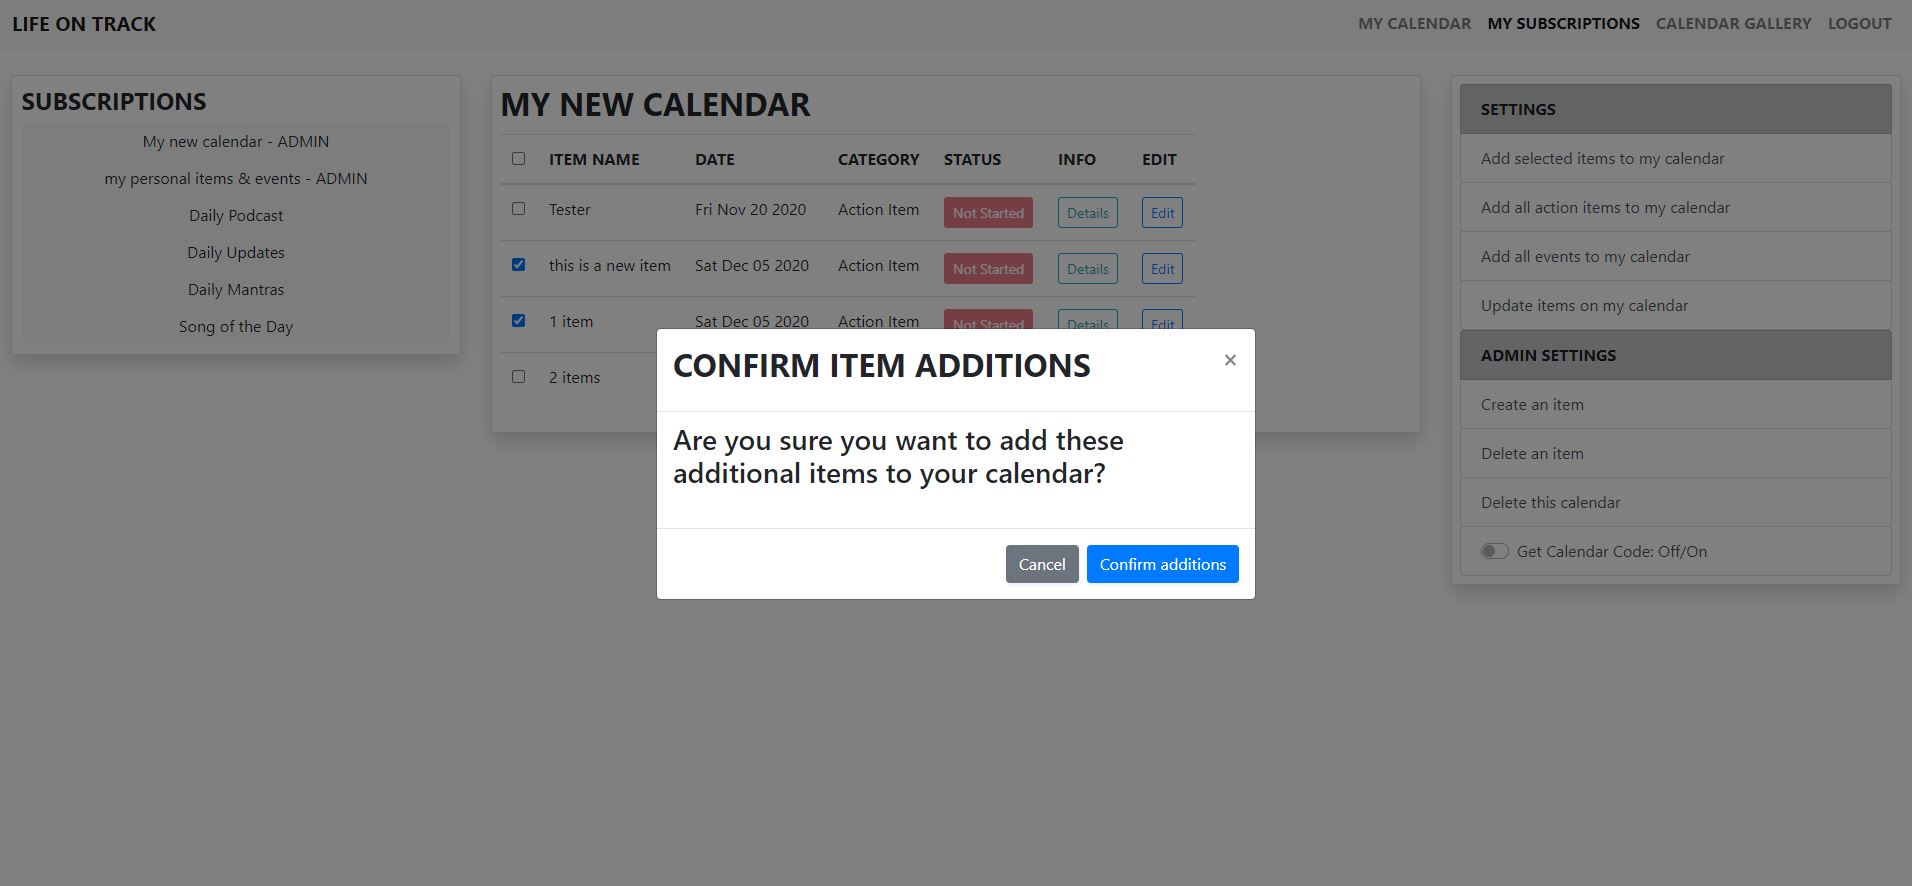 LIFE ON TRACK
MY CALENDAR MY SUBSCRIPTIONS CALENDAR GALLERY LOGOUT
SUBSCRIPTIONS
My new calendar - ADMIN
my personal items & events - ADMIN
Daily Podcast
Daily Updates
Daily Mantras
Song of the Day
MY NEW CALENDAR
ITEM NAME DATE CATEGORY STATUS INFO EDIT
Tester Fri Nov 20 2020 Action Item Not Started Details Edit
this is a new item Sat Dec 05 2020 Action Item Not Started Details Edit
1 item Sat Dec 05 2020 Action Item Not Started Details Edit
2 items
CONFIRM ITEM ADDITIONS ×
Are you sure you want to add these
additional items to your calendar?
Cancel Confirm additions
SETTINGS
Add selected items to my calendar
Add all action items to my calendar
Add all events to my calendar
Update items on my calendar
ADMIN SETTINGS
Create an item
Delete an item
Delete this calendar
Get Calendar Code: Off/On